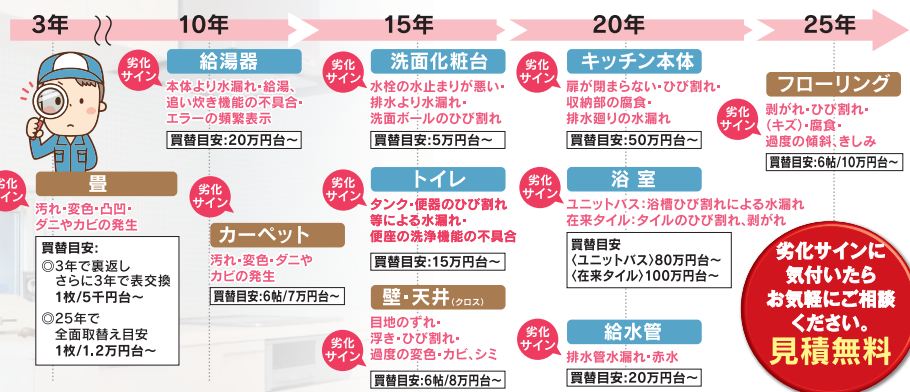 3年
10年
15年
20年
25年
劣化
サイン
給湯器
本体より水漏れ・給湯、
追い炊き機能の不具合・
エラーの頻繁表示
買替目安:20万円台～
劣化
サイン
畳
汚れ・変色・凸凹・
ダニやカビの発生
買替目安:
◎3年で裏返し
さらに3年で表交換
1枚/5千円台～
◎25年で
全面取替え目安
1枚/1.2万円台～
劣化
サイン
カーペット
汚れ・変色・ダニや
カビの発生
買替目安:6帖/7万円台～
劣化
サイン
洗面化粧台
水栓の水止まりが悪い・
排水より水漏れ・
洗面ボールのひび割れ
買替目安:5万円台～
劣化
サイン
トイレ
タンク・便器のひび割れ
等による水漏れ・
便座の洗浄機能の不具合
買替目安:15万円台～
劣化
サイン
壁・天井(クロス)
目地のずれ・
浮き・ひび割れ・
過度の変色・カビ、シミ
買替目安:6帖/8万円台～
劣化
サイン
キッチン本体
扉が閉まらない・ひび割れ・
収納部の腐食・
排水廻りの水漏れ
買替目安:50万円台～
劣化
サイン
浴室
ユニットバス:浴槽ひび割れによる水漏れ
在来タイル:タイルのひび割れ、剥がれ
買替目安
〈ユニットバス〉80万円台～
〈在来タイル〉100万円台～
劣化
サイン
給水管
排水管水漏れ・赤水
買替目安:20万円台～
劣化
サイン
フローリング
剥がれ・ひび割れ・
(キズ)・腐食・
過度の傾斜、きしみ
買替目安:6帖/10万円台～
劣化サインに
気付いたら
お気軽にご相談
ください。
見積無料